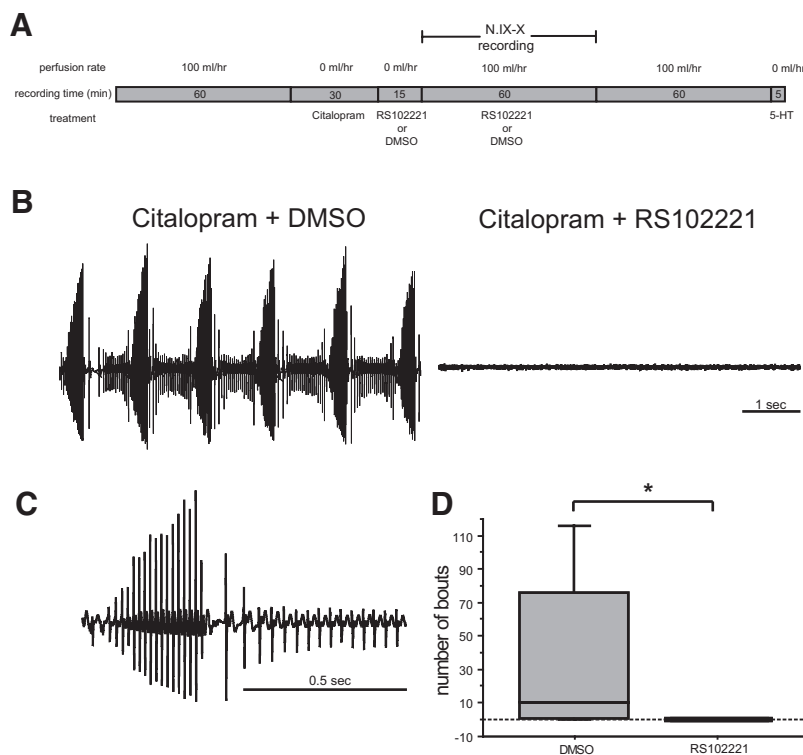 A
N.IX-X
recording
perfusion rate 100 ml/hr 0 ml/hr 0 ml/hr 100 ml/hr 100 ml/hr 0 ml/hr
recording time (min) 60 30 15 60 60 5
treatment Citalopram RS102221 or DMSO RS102221 or DMSO 5-HT
B
Citalopram + DMSO Citalopram + RS102221
1 sec
C
0.5 sec
D
*
number of bouts
110
90
70
50
30
10
-10
DMSO RS102221